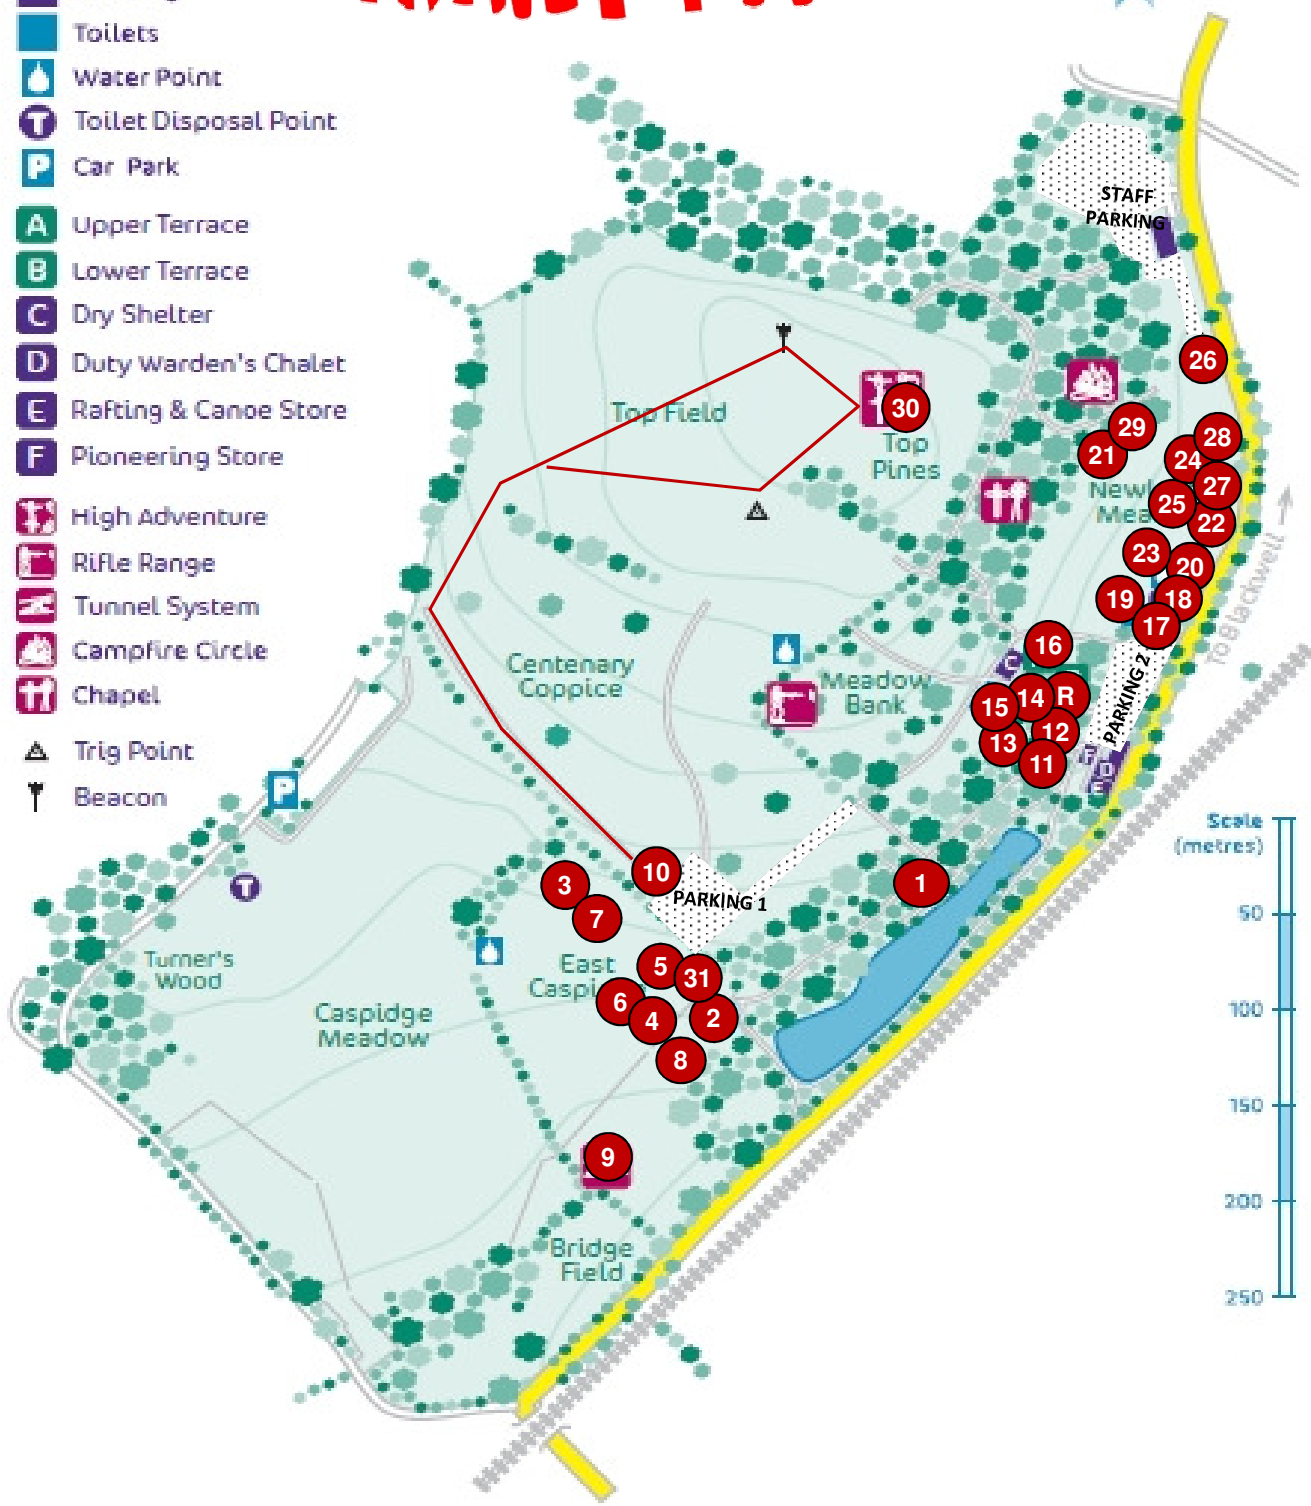 Toilets
Water Point
T
Toilet Disposal Point
P
Car Park
A
Upper Terrace
B
Lower Terrace
C
Dry Shelter
D
Duty Warden's Chalet
E
Rafting & Canoe Store
F
Pioneering Store
High Adventure
Rifle Range
Tunnel System
Campfire Circle
Chapel
Trig Point
Beacon
STAFF
PARKING
26
30
Top Field
Top
Pines
29
21
28
24
27
25
22
23
20
19
18
17
16
To Blackwell
C
Centenary
Coppice
Meadow
Bank
15
14
R
13
12
11
PARKING 2
F
D
E
P
T
3
7
10
PARKING 1
1
Turner's
Wood
East
5
31
6
4
2
8
Caspidge
Meadow
9
Bridge
Field
Scale
(metres)
50
100
150
200
250